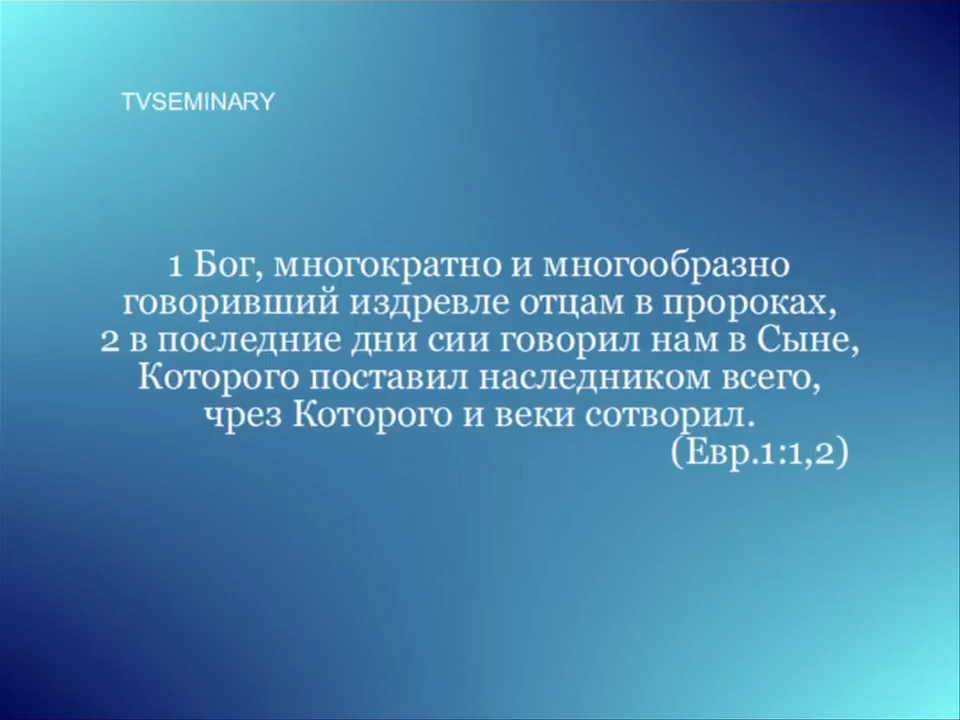 TVSEMINARY
1 Бог, многократно и многообразно
говоривший издревле отцам в пророках,
2 в последние дни сии говорил нам в Сыне,
Которого поставил наследником всего,
чрез Которого и веки сотворил.
(Евр.1:1,2)